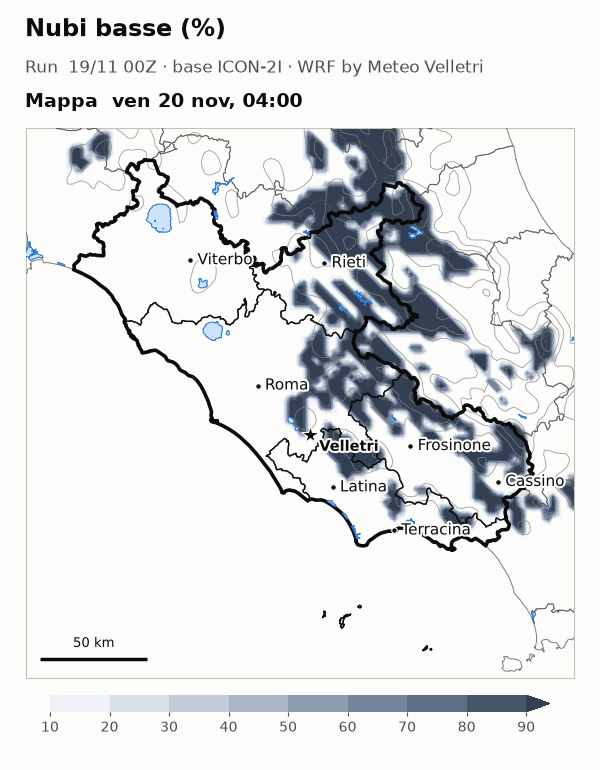 Nubi basse (%)
Run  19/11 00Z · base ICON-2I · WRF by Meteo Velletri
Mappa  ven 20 nov, 04:00
Viterbo
Rieti
Roma
Velletri
Frosinone
Latina
Cassino
Terracina
50 km
10 20 30 40 50 60 70 80 90